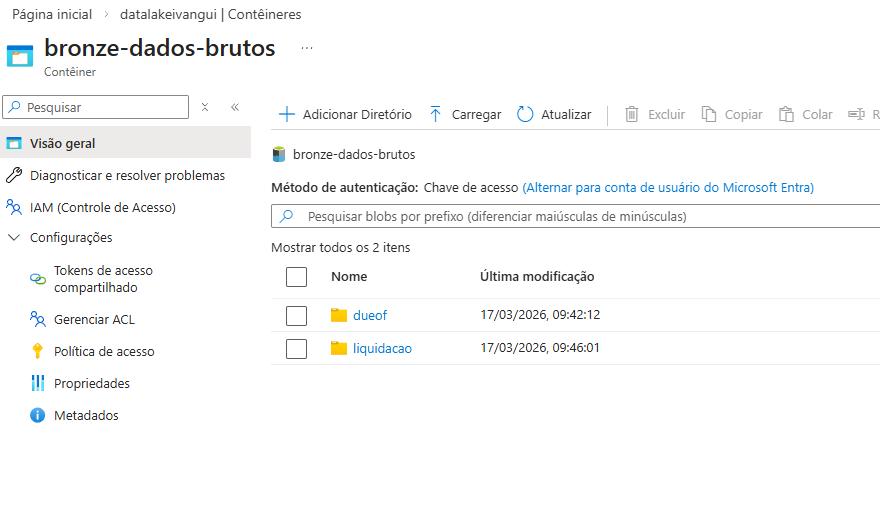 Página inicial > datalakeivangui | Contêineres
bronze-dados-brutos ...
Contêiner
Pesquisar
Visão geral
Diagnosticar e resolver problemas
IAM (Controle de Acesso)
Configurações
Tokens de acesso
compartilhado
Gerenciar ACL
Política de acesso
Propriedades
Metadados
Adicionar Diretório Carregar Atualizar Excluir Copiar Colar R
bronze-dados-brutos
Método de autenticação: Chave de acesso (Alternar para conta de usuário do Microsoft Entra)
Pesquisar blobs por prefixo (diferenciar maiúsculas de minúsculas)
Mostrar todos os 2 itens
Nome Última modificação
dueof 17/03/2026, 09:42:12
liquidacao 17/03/2026, 09:46:01